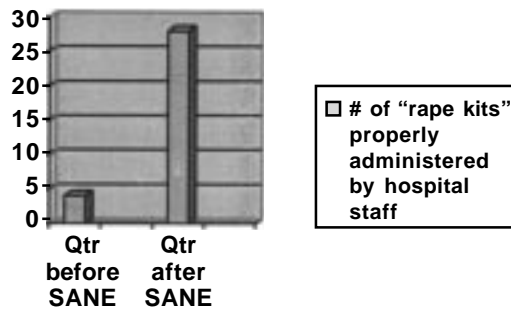 30
25
20
15
10
5
0
Qtr before SANE
Qtr after SANE
# of “rape kits”
properly
administered
by hospital
staff